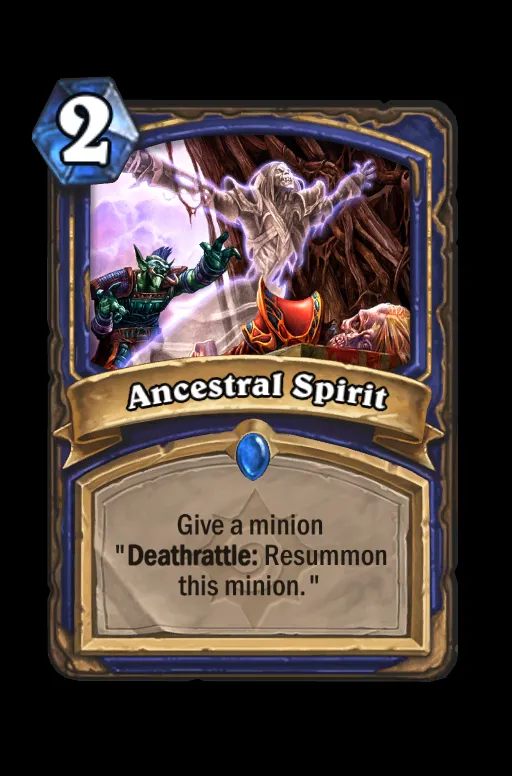 2
Ancestral Spirit
Give a minion
"Deathrattle: Resummon
this minion."